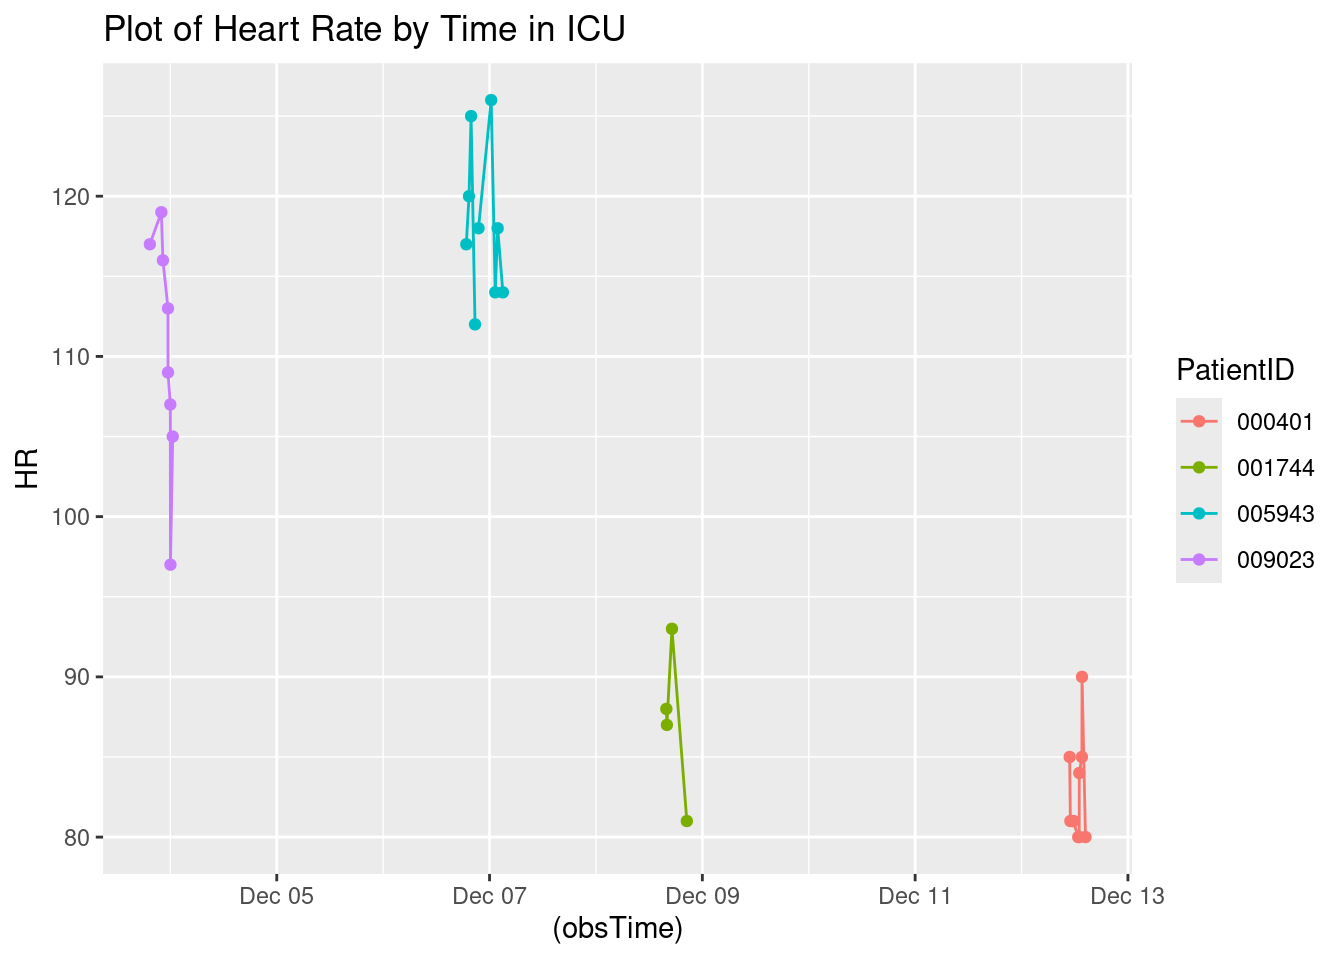 Plot of Heart Rate by Time in ICU
HR
120
110
100
90
80
Dec 05
Dec 07
Dec 09
Dec 11
Dec 13
(obsTime)
PatientID
000401
001744
005943
009023